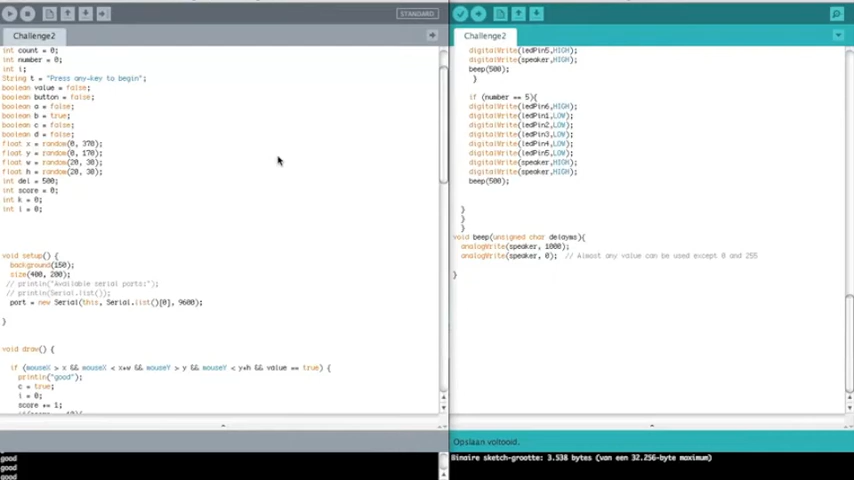 STANDARD
Challenge2
int count = 0;
int number = 0;
int i;
String t = "Press any-key to begin";
boolean value = false;
boolean button = false;
boolean a = false;
boolean b = true;
boolean c = false;
boolean d = false;
float x = random(0, 370);
float y = random(0, 170);
float w = random(20, 30);
float h = random(20, 30);
int del = 500;
int score = 0;
int k = 0;
int i = 0;
void setup() {
background(150);
size(400, 200);
// println("Available serial ports:");
// println(Serial.list());
port = new Serial(this, Serial.list()[0], 9600);
}
void draw() {
if (mouseX > x && mouseX < x+w && mouseY > y && mouseY < y+h && value == true) {
println("good");
c = true;
i = 0;
score += 1;
good
good
good
Challenge2
digitalWrite(ledPin5,HIGH);
digitalWrite(speaker,HIGH);
beep(500);
}
if (number == 5){
digitalWrite(ledPin6,HIGH);
digitalWrite(ledPin1,LOW);
digitalWrite(ledPin2,LOW);
digitalWrite(ledPin3,LOW);
digitalWrite(ledPin4,LOW);
digitalWrite(ledPin5,LOW);
digitalWrite(speaker,HIGH);
digitalWrite(speaker,HIGH);
beep(500);
}
}
}
void beep(unsigned char delayms){
analogWrite(speaker, 1000);
analogWrite(speaker, 0); // Almost any value can be used except 0 and 255
}
Opslaan voltooid.
Binaire sketch-grootte: 3.538 bytes (van een 32.256-byte maximum)